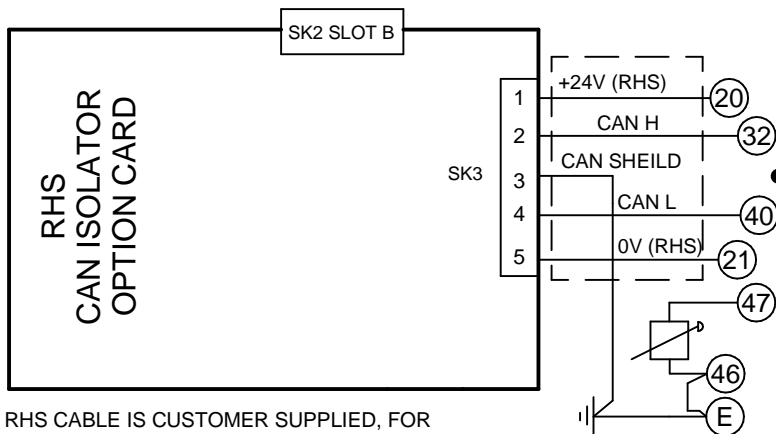 SK2 SLOT B
RHS
CAN ISOLATOR
OPTION CARD
SK3
1
+24V (RHS)
20
2
CAN H
32
3
CAN SHEILD
4
CAN L
40
5
0V (RHS)
21
47
46
E
RHS CABLE IS CUSTOMER SUPPLIED, FOR